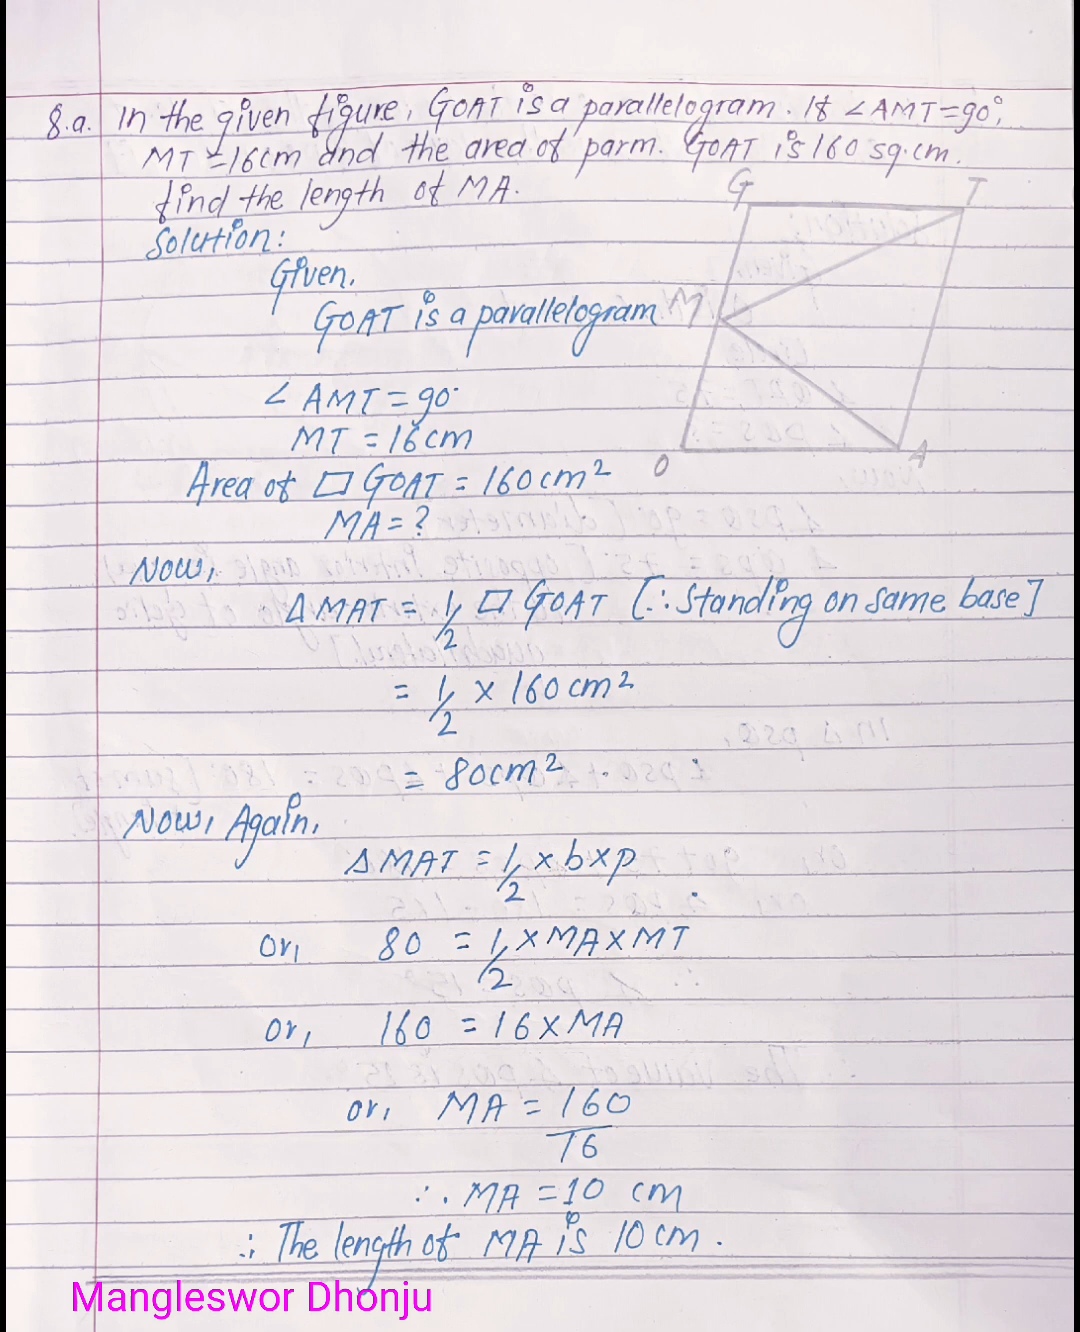 8.a. In the given figure, GOAT is a parallelogram. If ∠AMT=90°,
MT=16cm and the area of parm. GOAT is 160 sq.cm.
find the length of MA.
G T
Solution:
Given,
GOAT is a parallelogram M
∠AMT=90°
MT=16cm
O A
Area of ▱ GOAT = 160cm²
MA=?
Now,
ΔMAT = 1/2 ▱ GOAT [∵ Standing on same base]
= 1/2 × 160cm²
= 80cm²
Now, Again,
ΔMAT = 1/2 × b × p
or, 80 = 1/2 × MA × MT
or, 160 = 16 × MA
or, MA = 160
16
∴ MA = 10 cm
∴ The length of MA is 10cm.
Mangleswor Dhonju